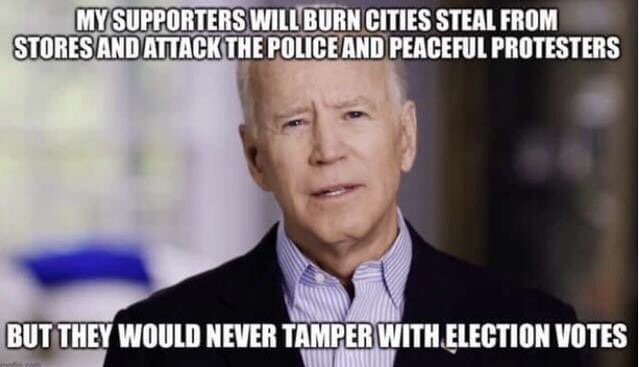 MY SUPPORTERS WILL BURN CITIES STEAL FROM
STORES AND ATTACK THE POLICE AND PEACEFUL PROTESTERS
BUT THEY WOULD NEVER TAMPER WITH ELECTION VOTES